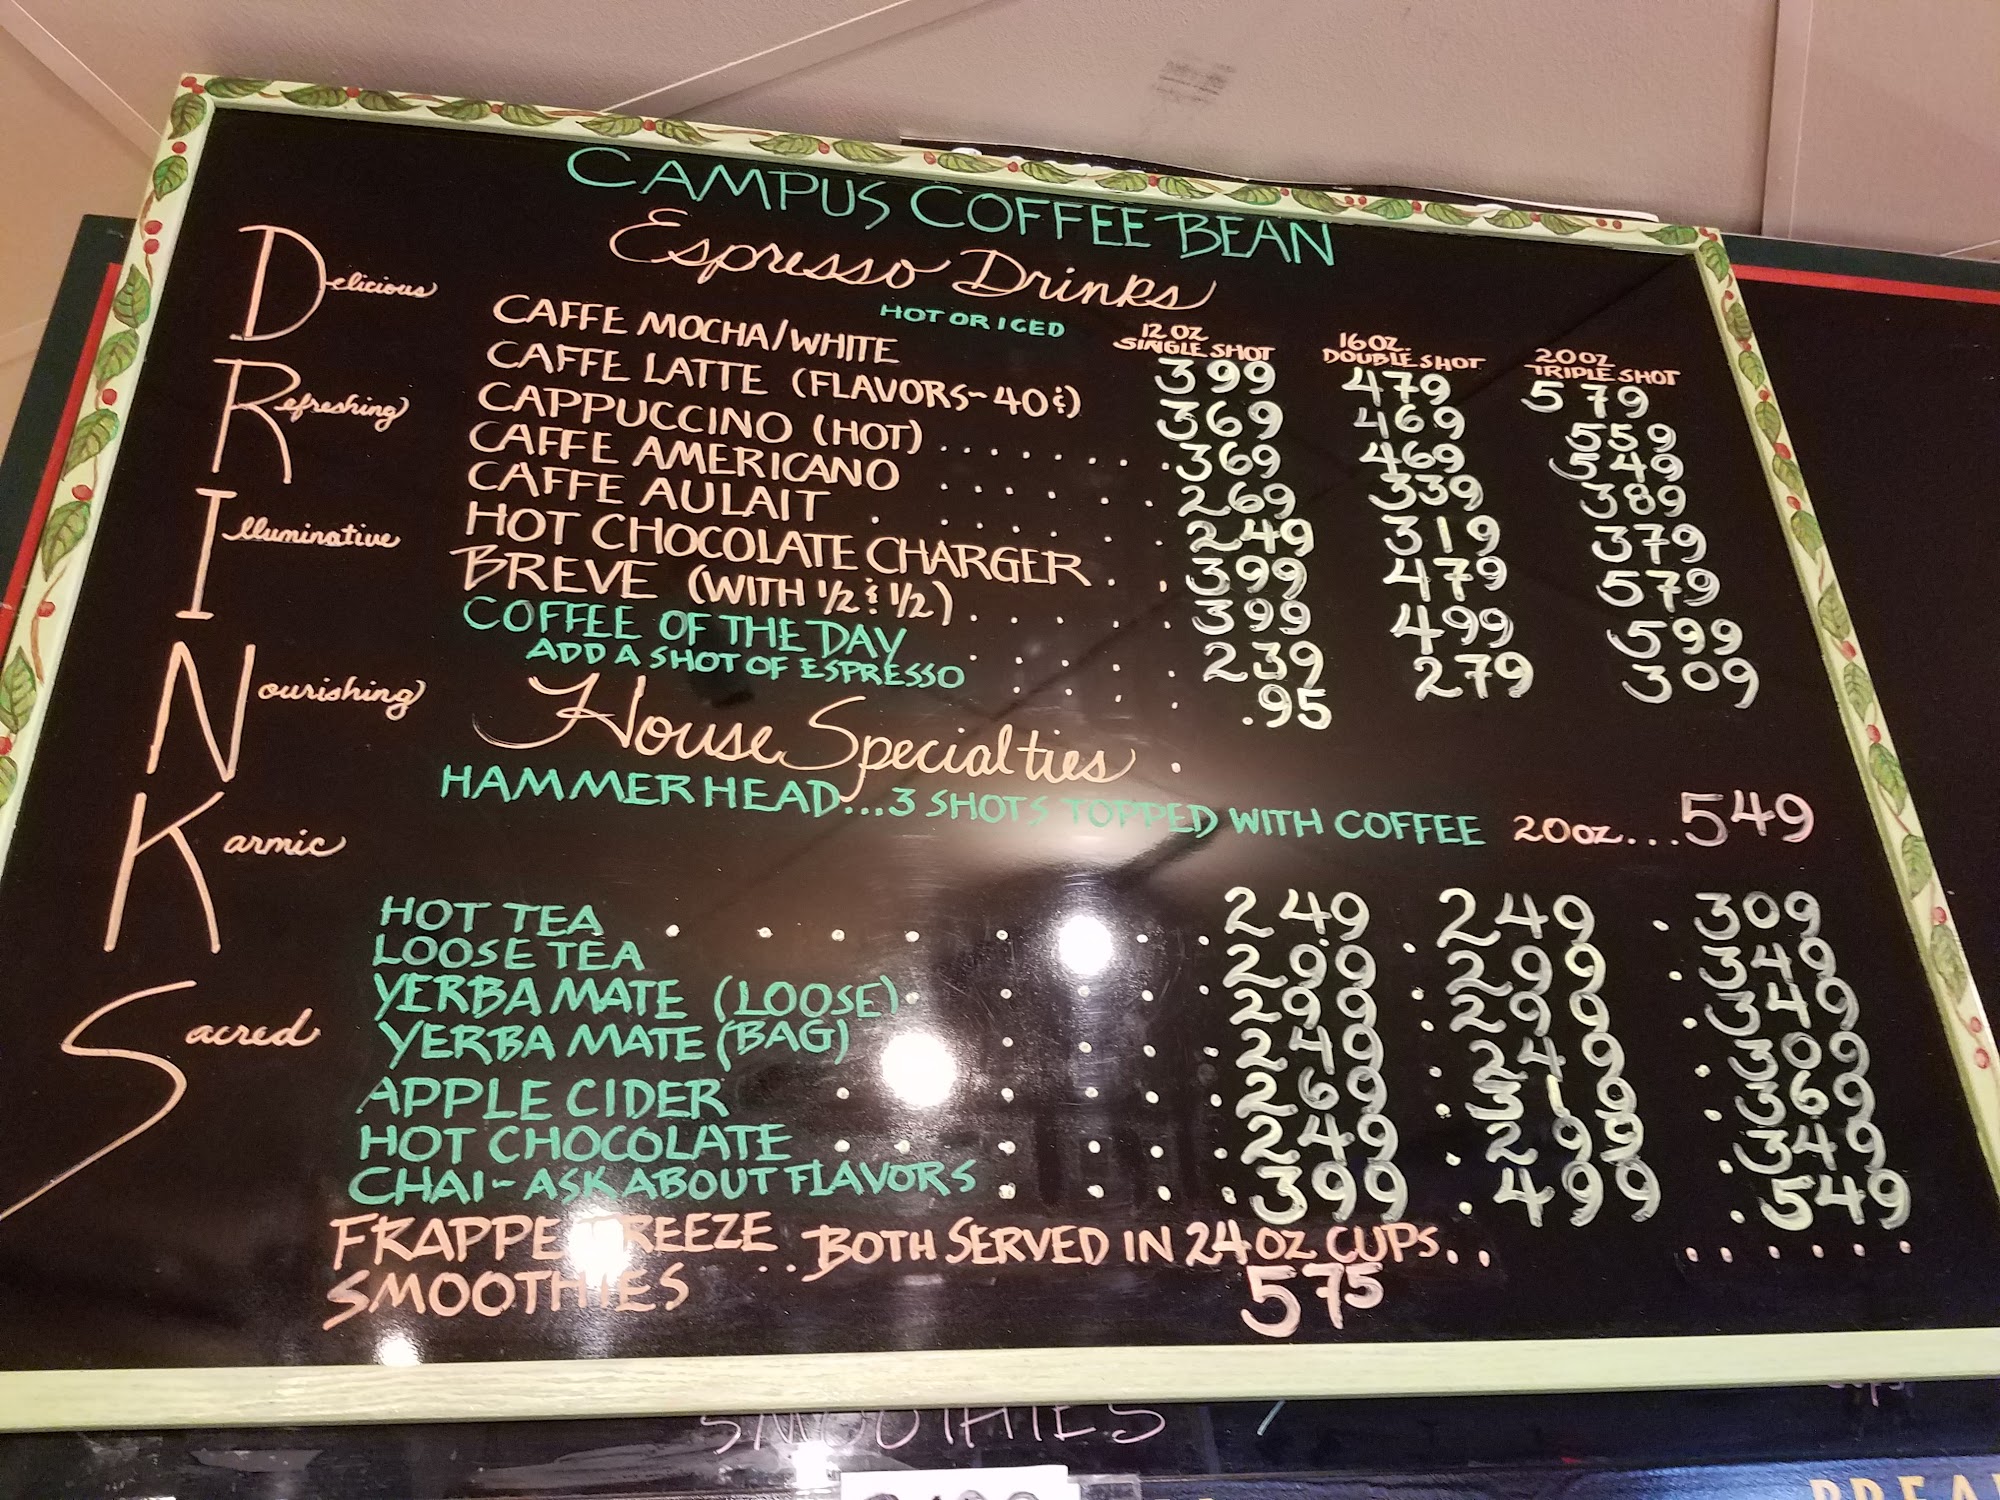 CAMPUS COFFEE BEAN
Espresso Drinks
HOT OR ICED
12 OZ SINGLE SHOT
16 OZ. DOUBLE SHOT
20 OZ TRIPLE SHOT
Delicious
Refreshing
Illuminative
Nourishing
Karmic
Sacred
CAFFE MOCHA/WHITE 399 479 579
CAFFE LATTE (FLAVORS~40¢) 369 469 559
CAPPUCCINO (HOT) ........ 369 469 549
CAFFE AMERICANO ..... 269 339 389
CAFFE AULAIT ..... 249 319 379
HOT CHOCOLATE CHARGER .. 399 479 579
BREVE (WITH 1/2 & 1/2) ..... 399 499 599
COFFEE OF THE DAY ..... 239 279 309
ADD A SHOT OF ESPRESSO .... .95
House Specialties
HAMMERHEAD...3 SHOTS TOPPED WITH COFFEE 20oz...549
HOT TEA ........ 249 249 . 309
LOOSE TEA 299 . 299 . 349
YERBA MATE (LOOSE) ..... 299 . 299 . 349
YERBA MATE (BAG) .... 249 . 249 . 309
APPLE CIDER ...... 269 . 319 . 369
HOT CHOCOLATE ...... 249 . 299 . 349
CHAI~ASK ABOUT FLAVORS .... 399 . 499 . 549
FRAPPE FREEZE ..BOTH SERVED IN 24 OZ CUPS.. ......
SMOOTHIES 575
SMOOTHIES